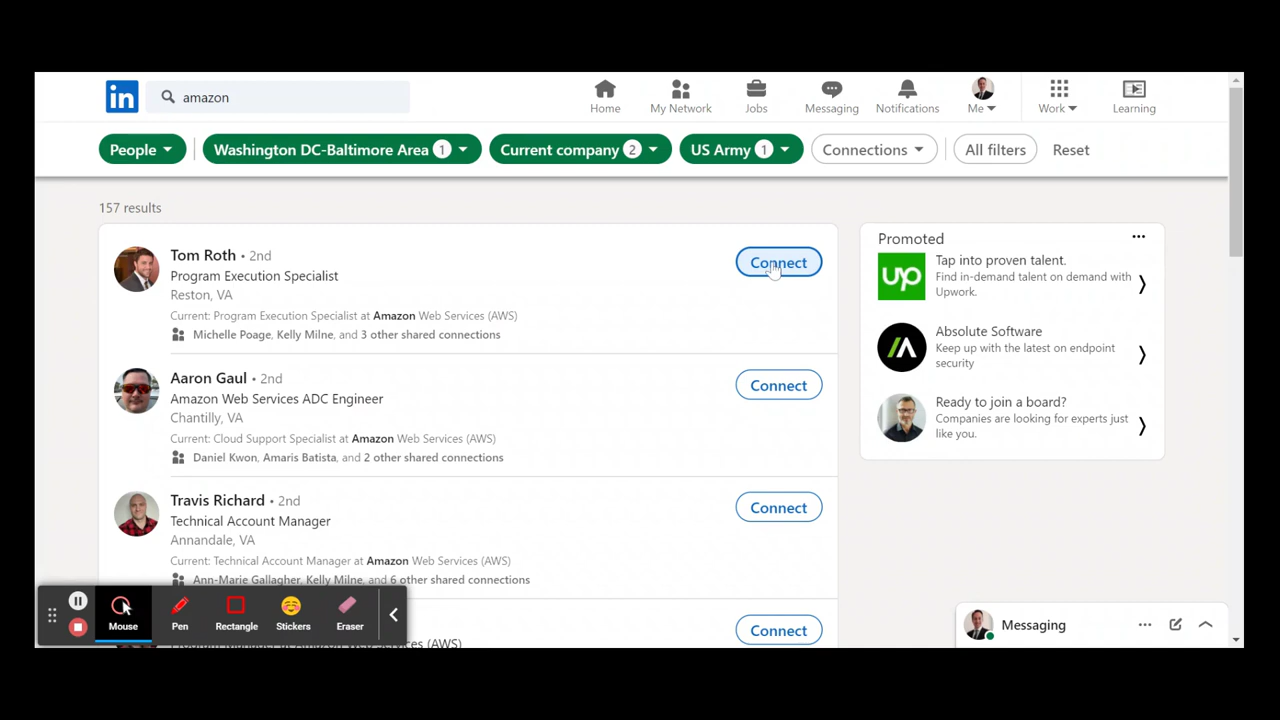 in
amazon
Home
My Network
Jobs
Messaging
Notifications
Me
Work
Learning
People
Washington DC-Baltimore Area 1
Current company 2
US Army 1
Connections
All filters
Reset
157 results
Tom Roth • 2nd
Connect
Program Execution Specialist
Reston, VA
Current: Program Execution Specialist at Amazon Web Services (AWS)
Michelle Poage, Kelly Milne, and 3 other shared connections
Aaron Gaul • 2nd
Connect
Amazon Web Services ADC Engineer
Chantilly, VA
Current: Cloud Support Specialist at Amazon Web Services (AWS)
Daniel Kwon, Amaris Batista, and 2 other shared connections
Travis Richard • 2nd
Connect
Technical Account Manager
Annandale, VA
Current: Technical Account Manager at Amazon Web Services (AWS)
Ann-Marie Gallagher, Kelly Milne, and 6 other shared connections
Connect
Program Manager at Amazon Web Services (AWS)
Promoted
Tap into proven talent.
Find in-demand talent on demand with
Upwork.
up
Absolute Software
Keep up with the latest on endpoint
security
Ready to join a board?
Companies are looking for experts just
like you.
Mouse
Pen
Rectangle
Stickers
Eraser
Messaging